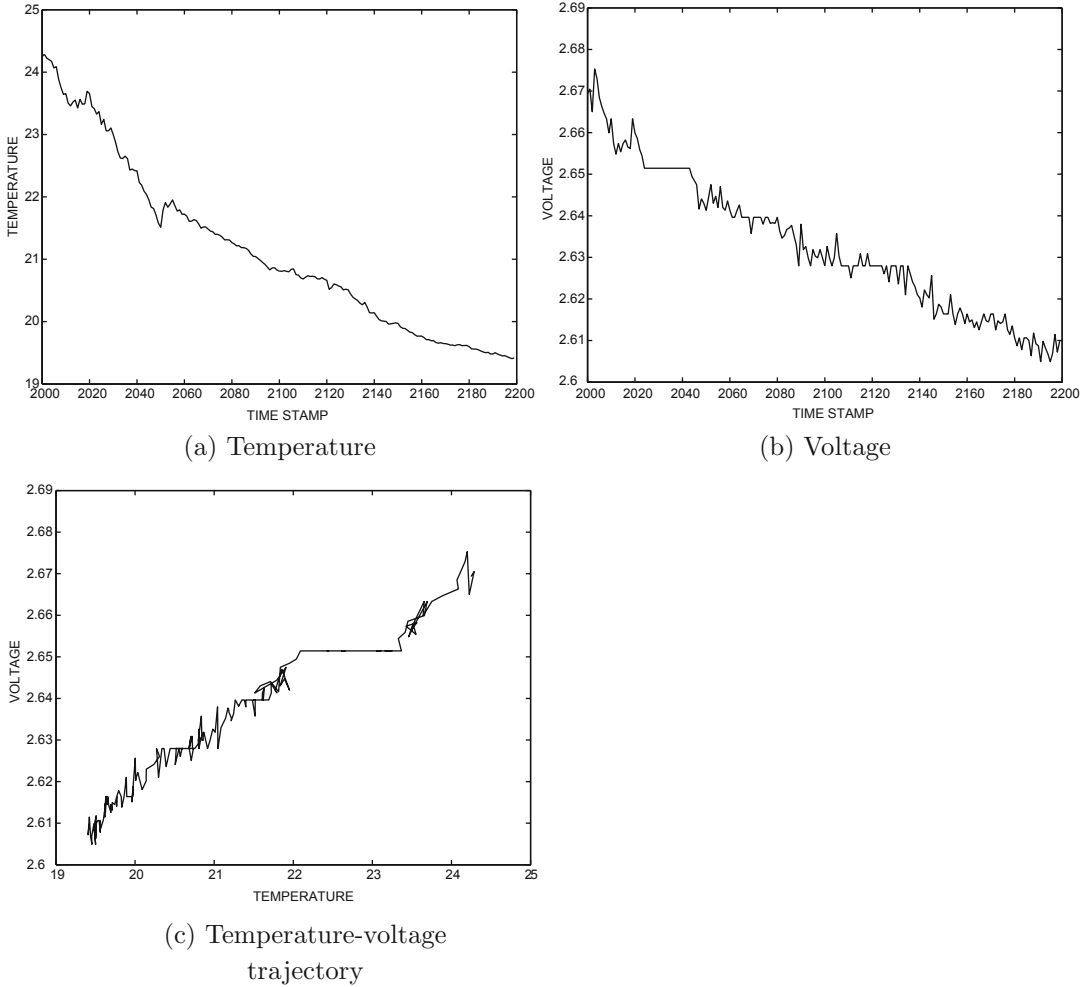 25
24
23
22
21
20
19
TEMPERATURE
2000 2020 2040 2060 2080 2100 2120 2140 2160 2180 2200
TIME STAMP
(a) Temperature
2.69
2.68
2.67
2.66
2.65
2.64
2.63
2.62
2.61
2.6
VOLTAGE
2000 2020 2040 2060 2080 2100 2120 2140 2160 2180 2200
TIME STAMP
(b) Voltage
2.69
2.68
2.67
2.66
2.65
2.64
2.63
2.62
2.61
2.6
VOLTAGE
19 20 21 22 23 24 25
TEMPERATURE
(c) Temperature-voltage
trajectory